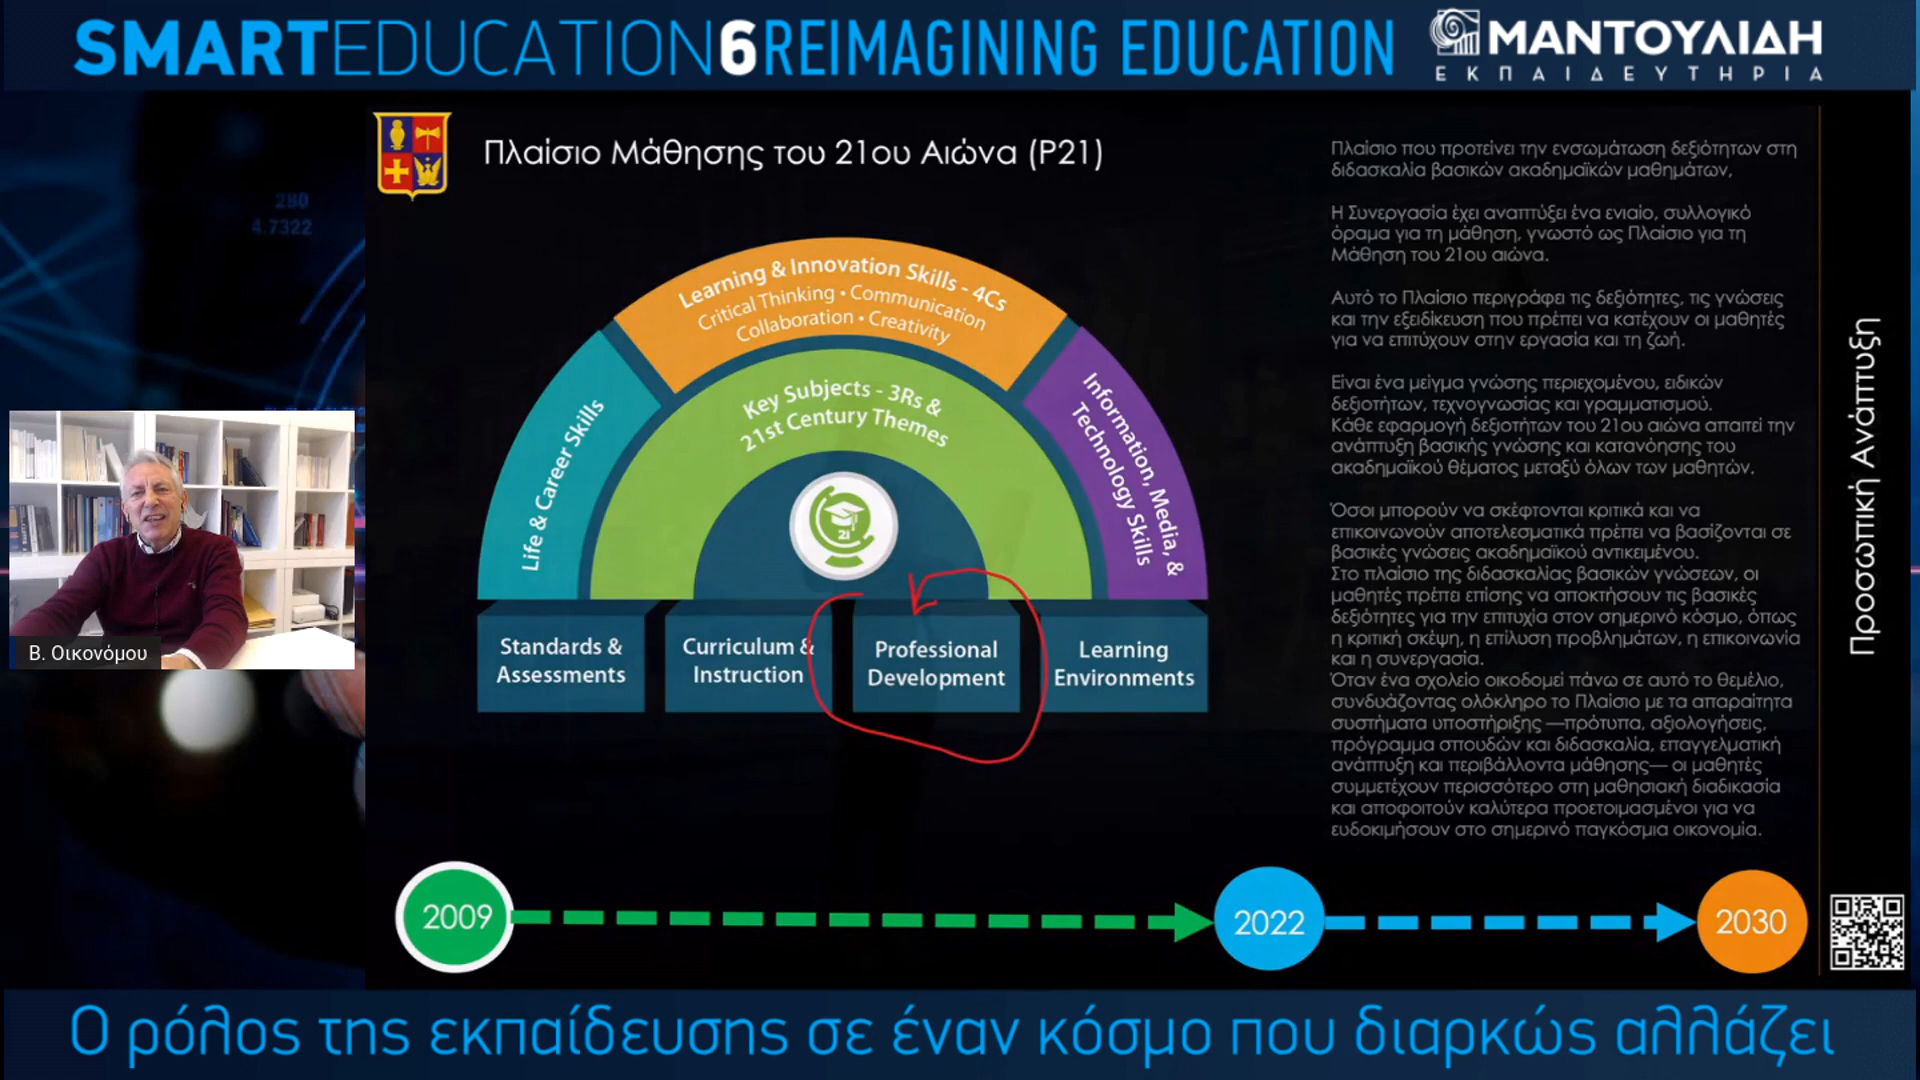 SMARTEDUCATION6REIMAGINING EDUCATION
ΜΑΝΤΟΥΛΙΔΗ
ΕΚΠΑΙΔΕΥΤΗΡΙΑ
280
4.7322
Πλαίσιο Μάθησης του 21ου Αιώνα (P21)
Learning & Innovation Skills - 4Cs
Critical Thinking • Communication
Collaboration • Creativity
Life & Career Skills
Key Subjects - 3Rs &
21st Century Themes
Information, Media, &
Technology Skills
21
Standards &
Assessments
Curriculum &
Instruction
Professional
Development
Learning
Environments
Πλαίσιο που προτείνει την ενσωμάτωση δεξιότητων στη
διδασκαλία βασικών ακαδημαϊκών μαθημάτων,
Η Συνεργασία έχει αναπτύξει ένα ενιαίο, συλλογικό
όραμα για τη μάθηση, γνωστό ως Πλαίσιο για τη
Μάθηση του 21ου αιώνα.
Αυτό το Πλαίσιο περιγράφει τις δεξιότητες, τις γνώσεις
και την εξειδίκευση που πρέπει να κατέχουν οι μαθητές
για να επιτύχουν στην εργασία και τη ζωή.
Είναι ένα μείγμα γνώσης περιεχομένου, ειδικών
δεξιοτήτων, τεχνογνωσίας και γραμματισμού.
Κάθε εφαρμογή δεξιοτήτων του 21ου αιώνα απαιτεί την
ανάπτυξη βασικής γνώσης και κατανόησης του
ακαδημαϊκού θέματος μεταξύ όλων των μαθητών.
Όσοι μπορούν να σκέφτονται κριτικά και να
επικοινωνούν αποτελεσματικά πρέπει να βασίζονται σε
βασικές γνώσεις ακαδημαϊκού αντικειμένου.
Στο πλαίσιο της διδασκαλίας βασικών γνώσεων, οι
μαθητές πρέπει επίσης να αποκτήσουν τις βασικές
δεξιότητες για την επιτυχία στον σημερινό κόσμο, όπως
η κριτική σκέψη, η επίλυση προβλημάτων, η επικοινωνία
και η συνεργασία.
Όταν ένα σχολείο οικοδομεί πάνω σε αυτό το θεμέλιο,
συνδυάζοντας ολόκληρο το Πλαίσιο με τα απαραίτητα
συστήματα υποστήριξης —πρότυπα, αξιολογήσεις,
πρόγραμμα σπουδών και διδασκαλία, επαγγελματική
ανάπτυξη και περιβάλλοντα μάθησης— οι μαθητές
συμμετέχουν περισσότερο στη μαθησιακή διαδικασία
και αποφοιτούν καλύτερα προετοιμασμένοι για να
ευδοκιμήσουν στο σημερινό παγκόσμια οικονομία.
Προσωπική Ανάπτυξη
Β. Οικονόμου
2009
2022
2030
Ο ρόλος της εκπαίδευσης σε έναν κόσμο που διαρκώς αλλάζει